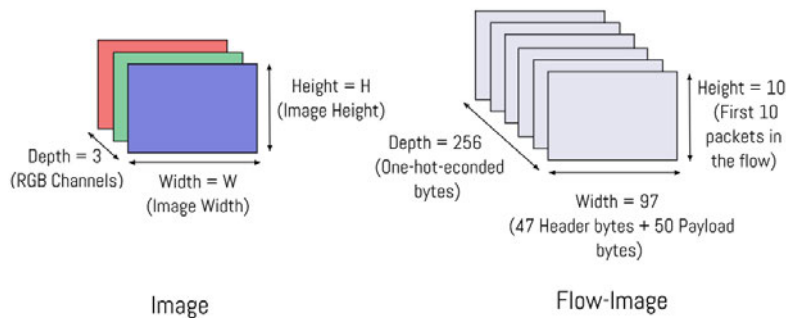 Height = H
(Image Height)
Depth = 3
(RGB Channels)
Width = W
(Image Width)
Image
Height = 10
(First 10
packets in
the flow)
Depth = 256
(One-hot-econded
bytes)
Width = 97
(47 Header bytes + 50 Payload
bytes)
Flow-Image